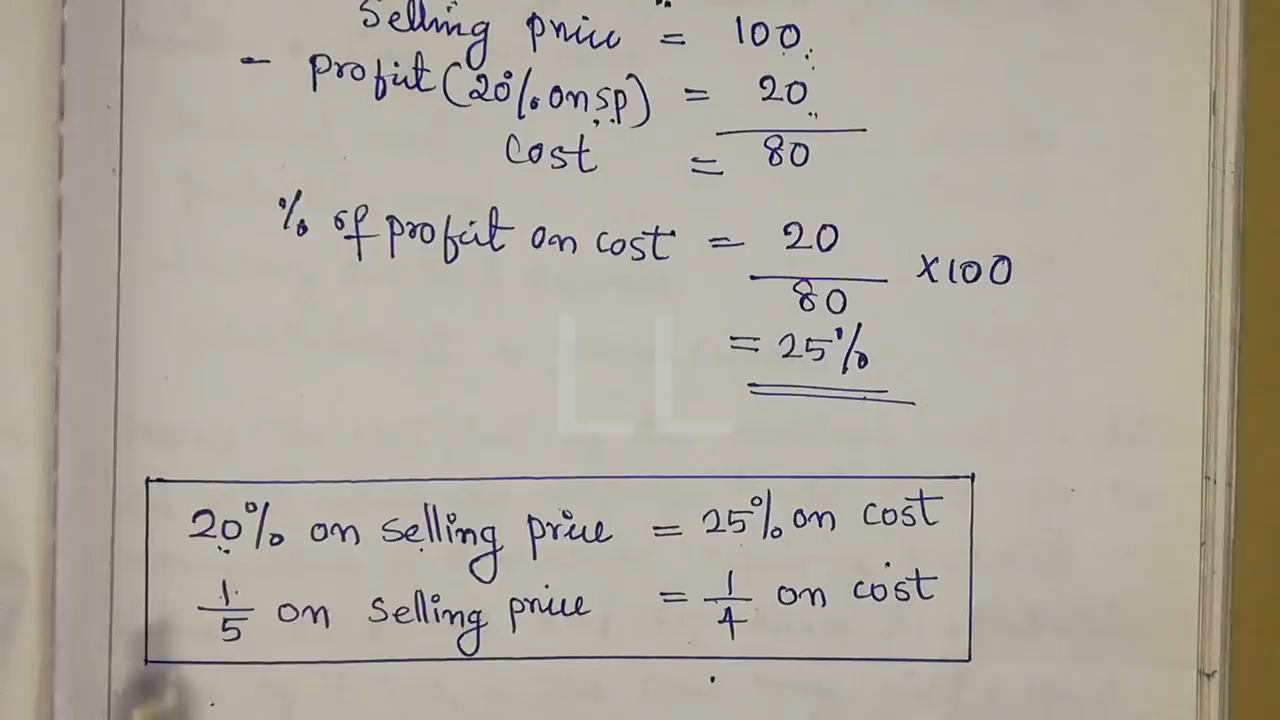 Selling price = 100
- profit (20% on sp) = 20
cost = 80
% of profit on cost = 20/80 x100
= 25%
LL
20% on selling price = 25% on cost
1/5 on selling price = 1/4 on cost